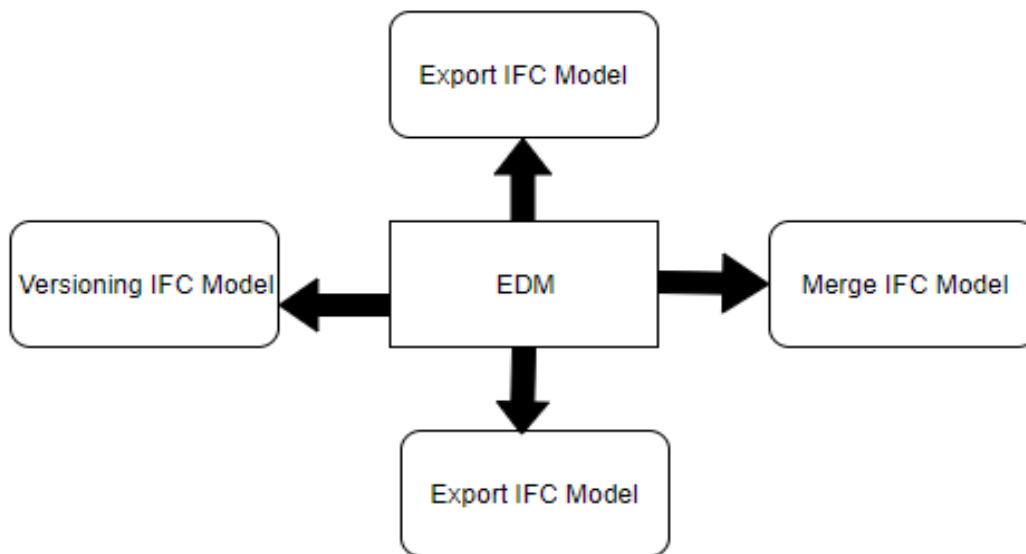 Export IFC Model
Versioning IFC Model
EDM
Merge IFC Model
Export IFC Model